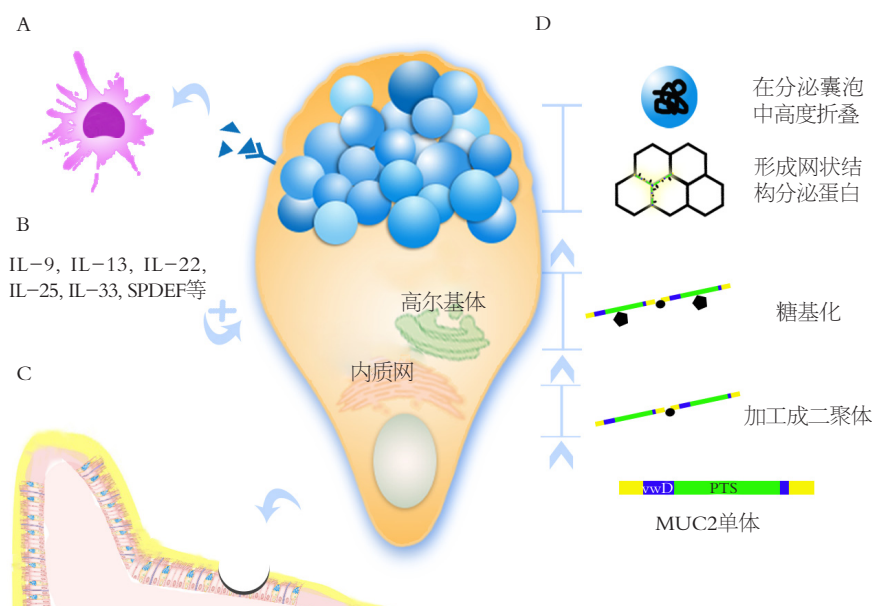 A
D
在分泌囊泡
中高度折叠
形成网状结
构分泌蛋白
B
IL-9, IL-13, IL-22,
IL-25, IL-33, SPDEF等
高尔基体
糖基化
内质网
C
加工成二聚体
vwD PTS
MUC2单体